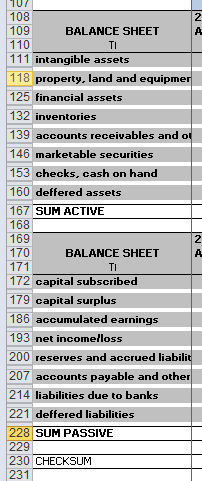 107
108 2
109 BALANCE SHEET A
110 TI
111 intangible assets
118 property, land and equipmen
125 financial assets
132 inventories
139 accounts receivables and ot
146 marketable securities
153 checks, cash on hand
160 deffered assets
167 SUM ACTIVE
168
169 2
170 BALANCE SHEET A
171 TI
172 capital subscribed
179 capital surplus
186 accumulated earnings
193 net income/loss
200 reserves and accrued liabilit
207 accounts payable and other
214 liabilities due to banks
221 deffered liabilities
228 SUM PASSIVE
229
230 CHECKSUM
231